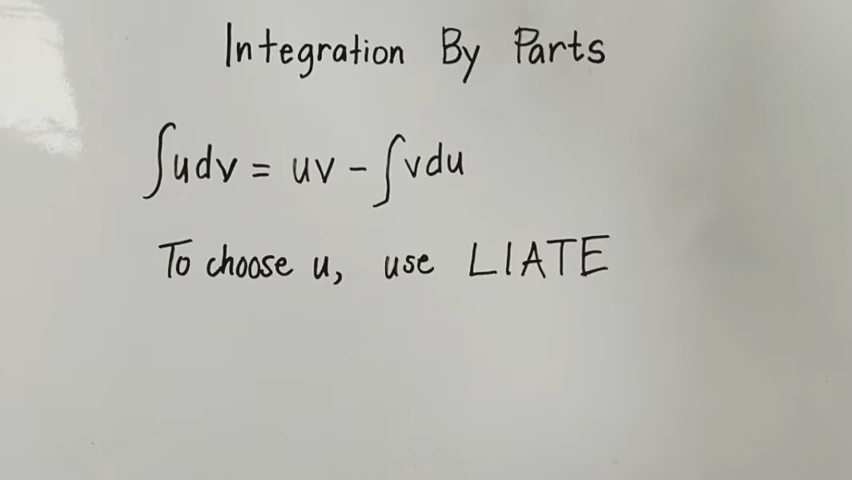 Integration By Parts
∫udv = uv - ∫vdu
To choose u, use LIATE